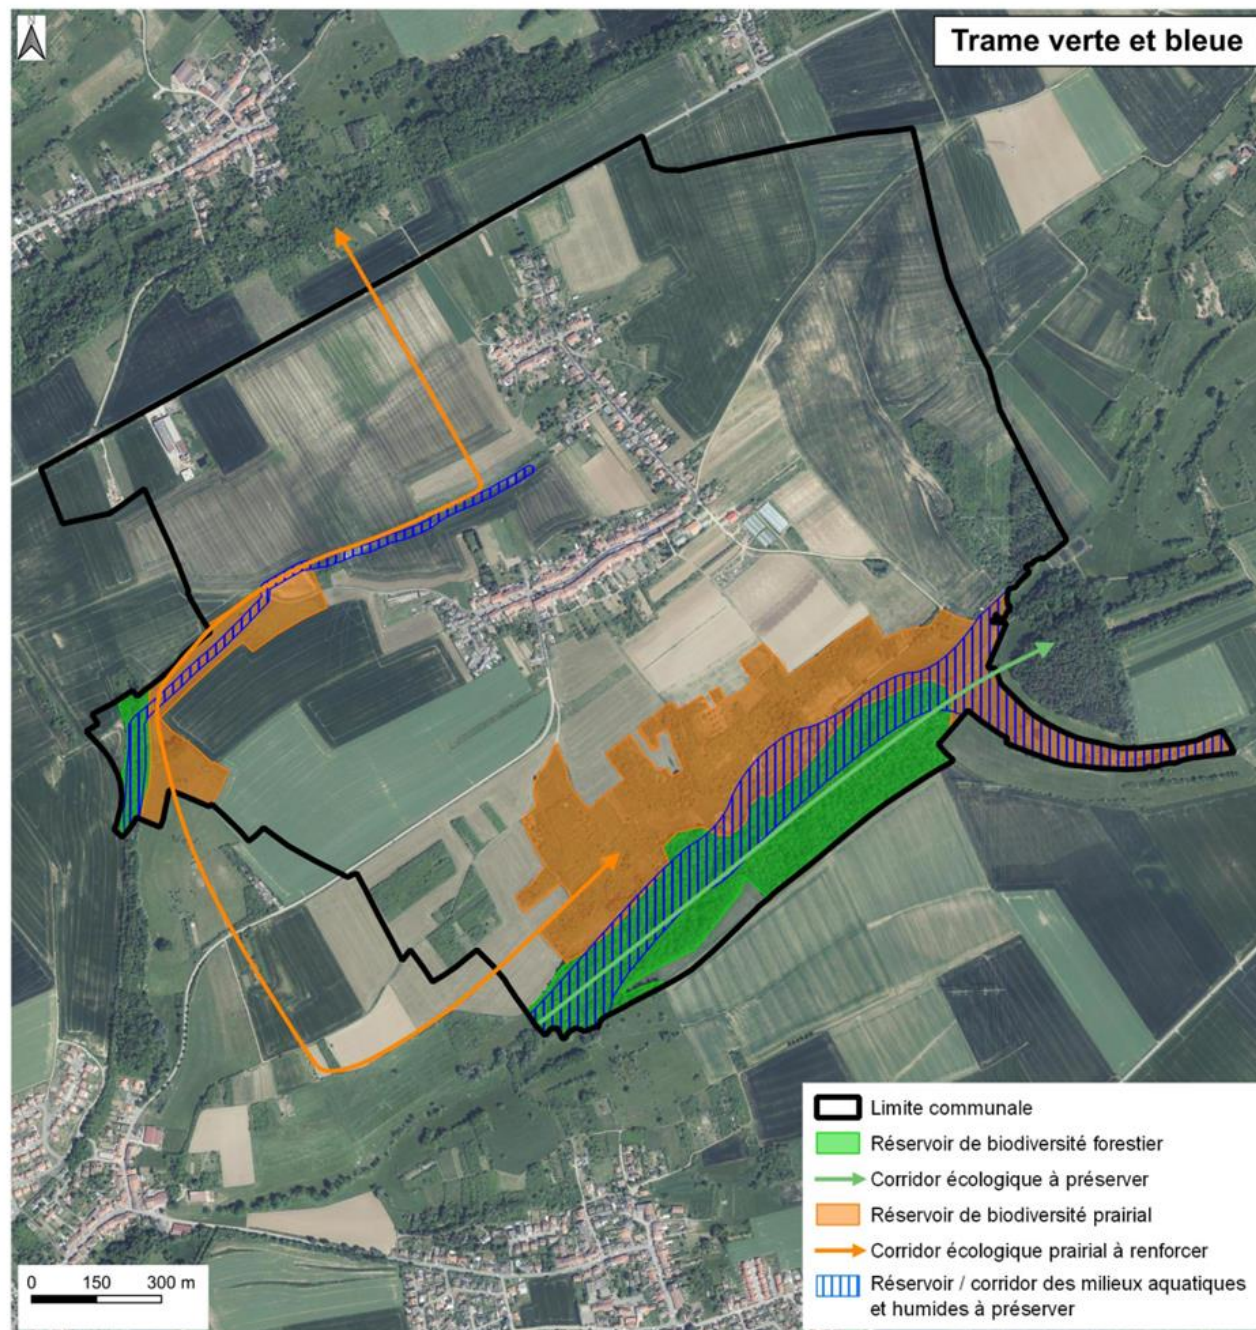 N
Trame verte et bleue
Limite communale
Réservoir de biodiversité forestier
Corridor écologique à préserver
Réservoir de biodiversité prairial
Corridor écologique prairial à renforcer
Réservoir / corridor des milieux aquatiques
et humides à préserver
0 150 300 m